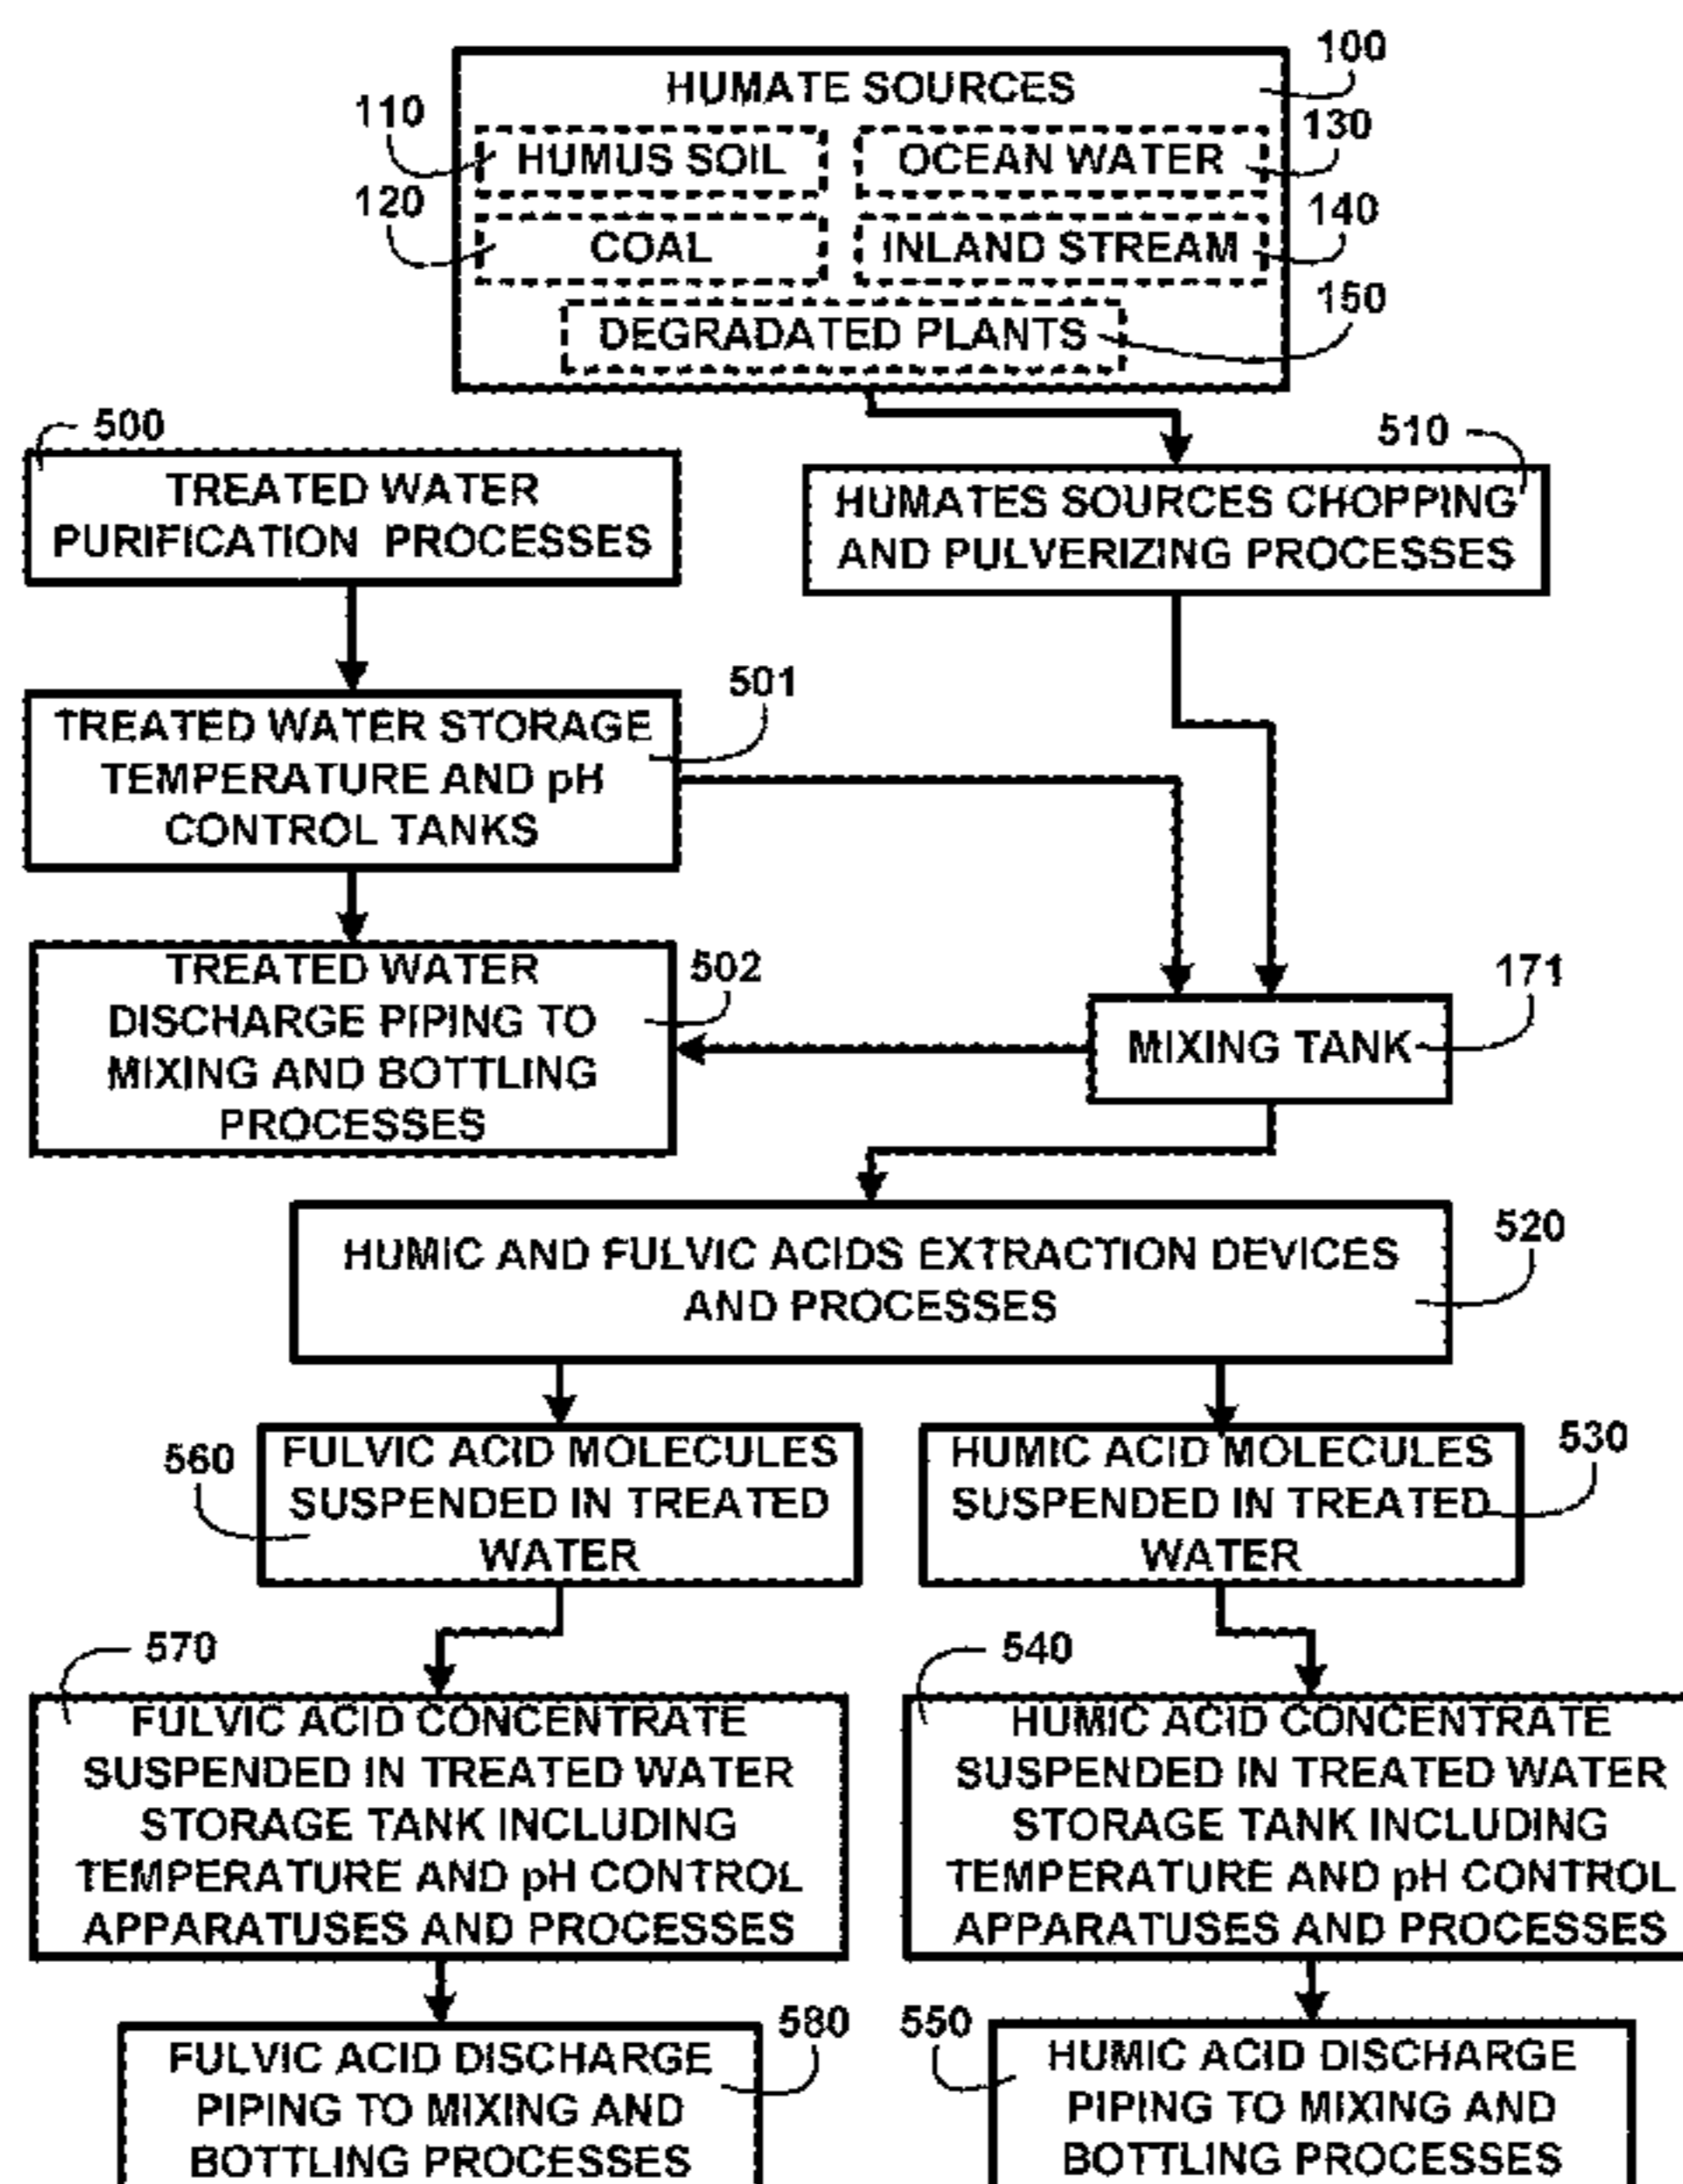 100
HUMATE SOURCES
110
130
HUMUS SOIL
OCEAN WATER
120
140
COAL
INLAND STREAM
150
DEGRADATED PLANTS
500
510
TREATED WATER
PURIFICATION PROCESSES
HUMATES SOURCES CHOPPING
AND PULVERIZING PROCESSES
501
TREATED WATER STORAGE
TEMPERATURE AND pH
CONTROL TANKS
502
171
TREATED WATER
DISCHARGE PIPING TO
MIXING AND BOTTLING
PROCESSES
MIXING TANK
520
HUMIC AND FULVIC ACIDS EXTRACTION DEVICES
AND PROCESSES
560
FULVIC ACID MOLECULES
SUSPENDED IN TREATED
WATER
530
HUMIC ACID MOLECULES
SUSPENDED IN TREATED
WATER
570
FULVIC ACID CONCENTRATE
SUSPENDED IN TREATED WATER
STORAGE TANK INCLUDING
TEMPERATURE AND pH CONTROL
APPARATUSES AND PROCESSES
540
HUMIC ACID CONCENTRATE
SUSPENDED IN TREATED WATER
STORAGE TANK INCLUDING
TEMPERATURE AND pH CONTROL
APPARATUSES AND PROCESSES
580
FULVIC ACID DISCHARGE
PIPING TO MIXING AND
BOTTLING PROCESSES
550
HUMIC ACID DISCHARGE
PIPING TO MIXING AND
BOTTLING PROCESSES